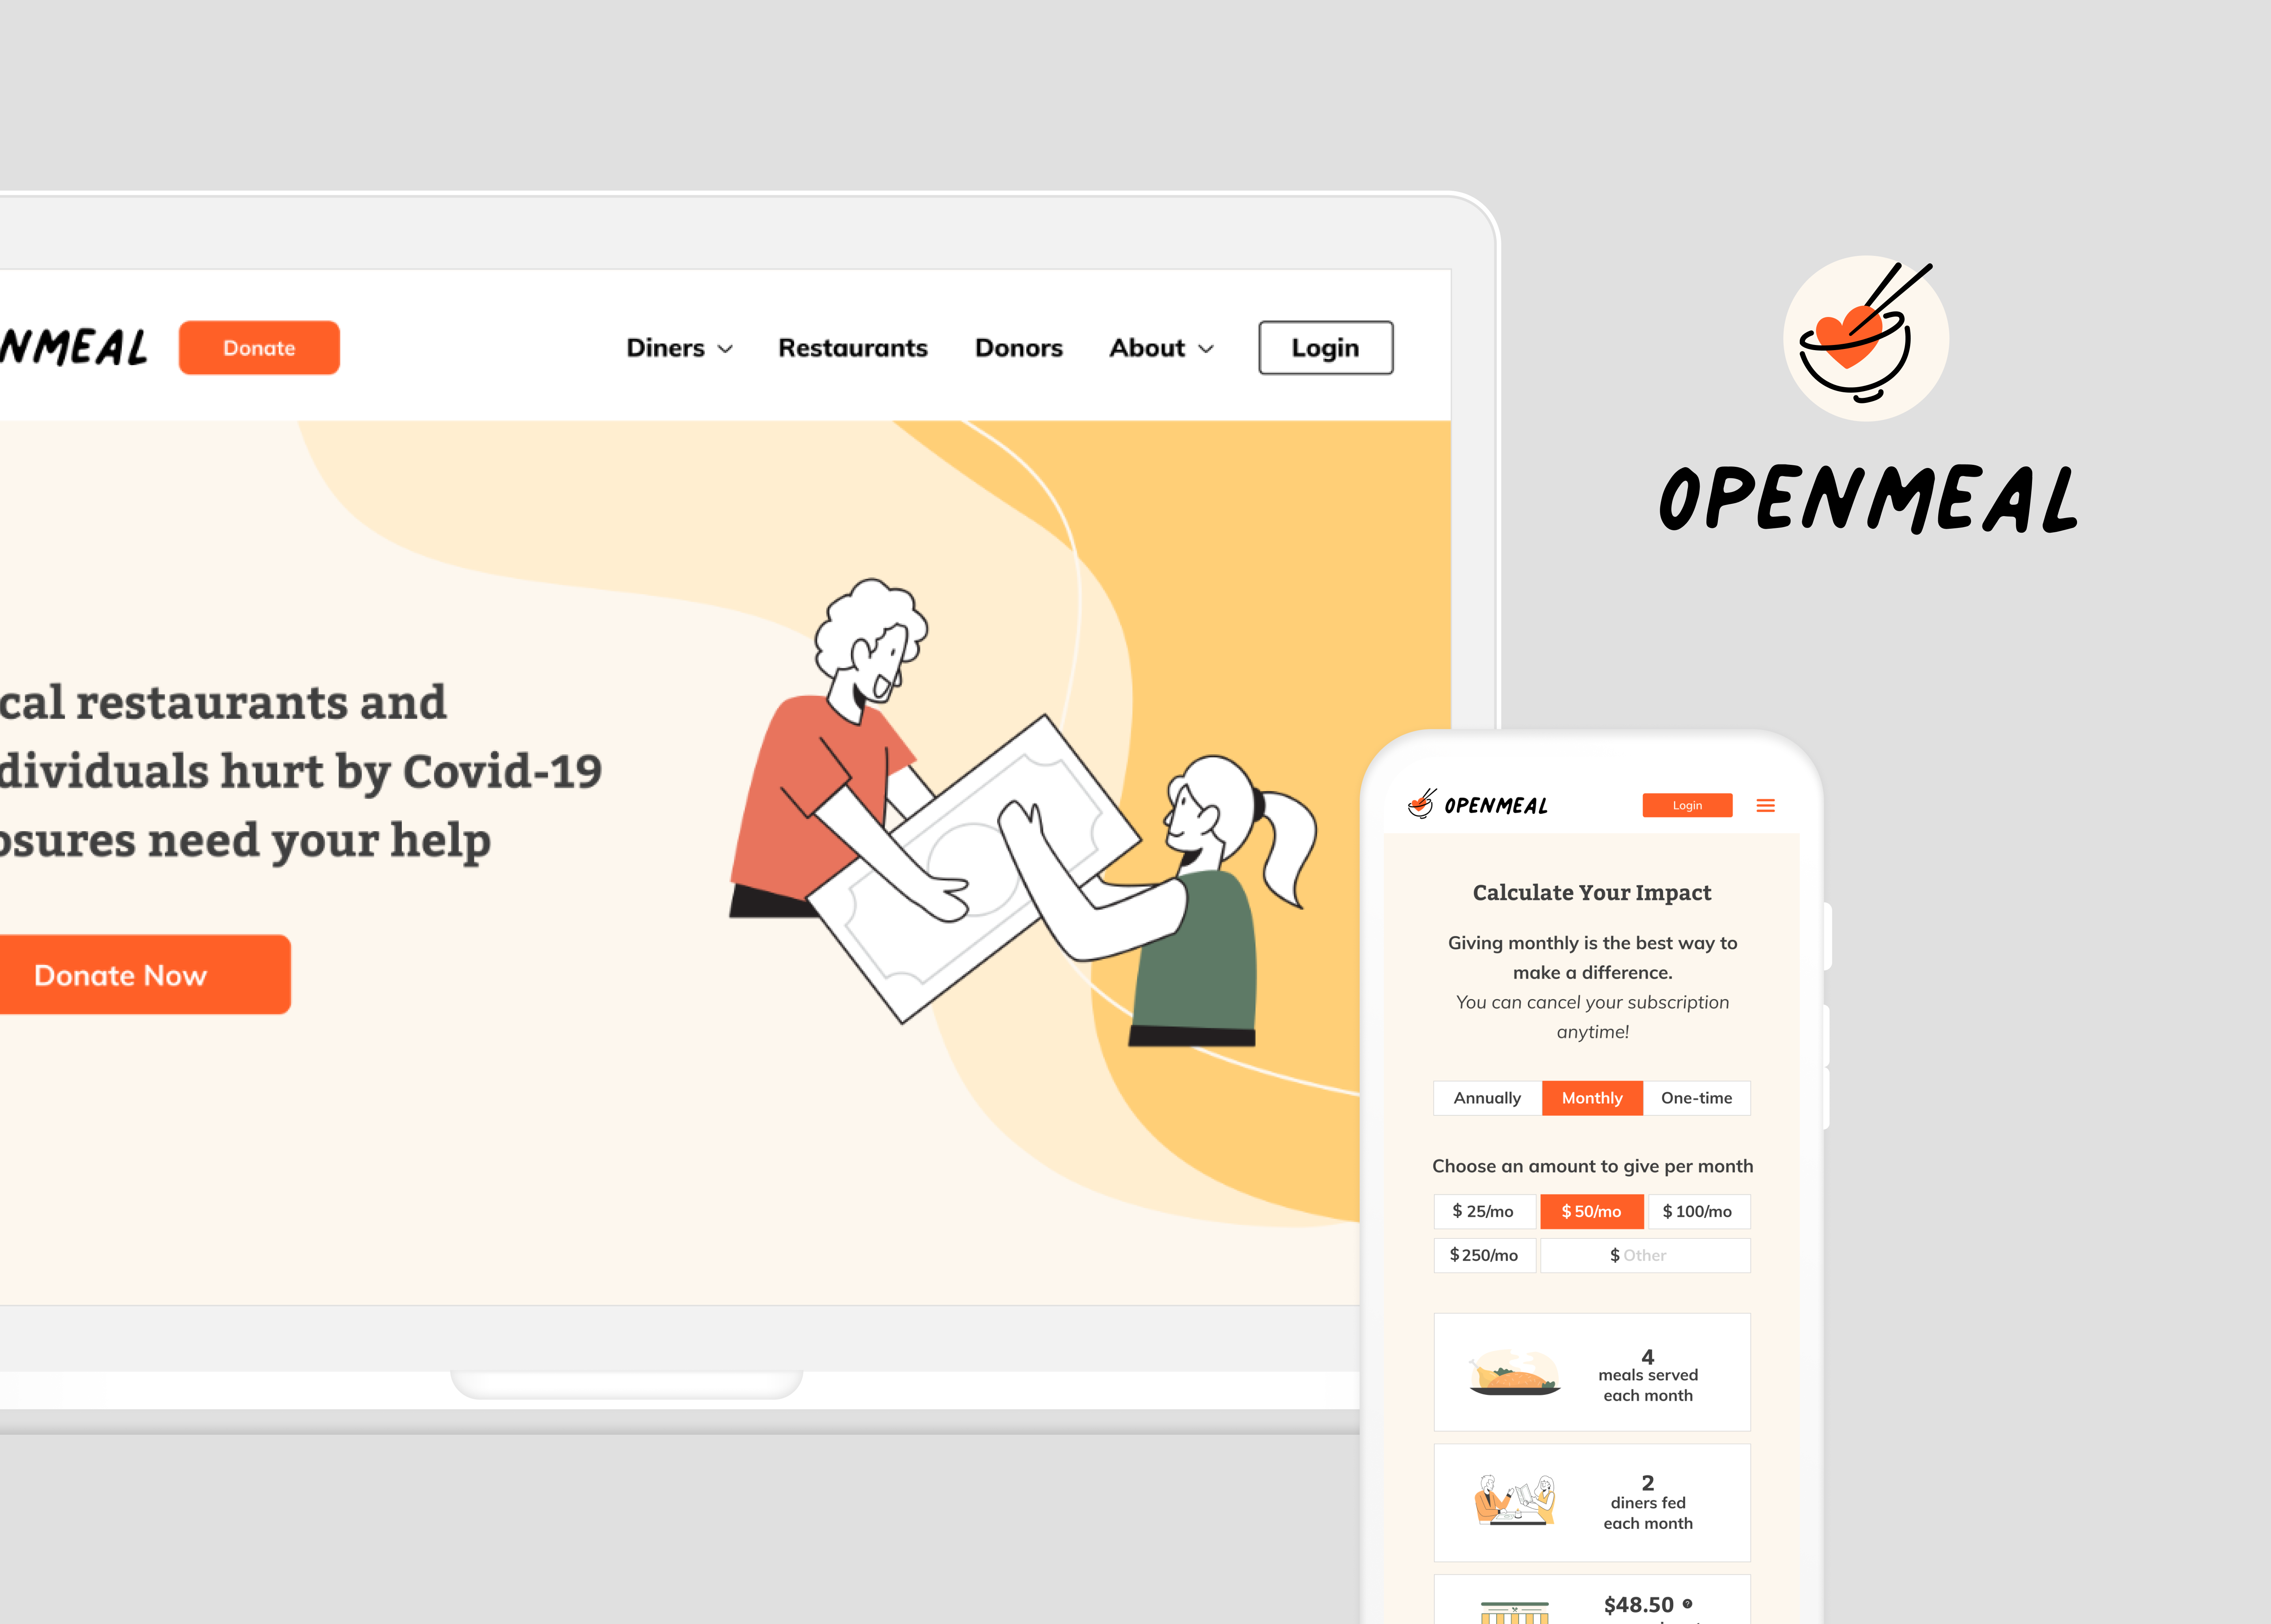 NMEAL
Donate
Diners
Restaurants
Donors
About
Login
cal restaurants and
dividuals hurt by Covid-19
osures need your help
Donate Now
OPENMEAL
OPENMEAL
Login
Calculate Your Impact
Giving monthly is the best way to
make a difference.
You can cancel your subscription
anytime!
Annually
Monthly
One-time
Choose an amount to give per month
$ 25/mo
$ 50/mo
$ 100/mo
$ 250/mo
$ Other
4
meals served
each month
2
diners fed
each month
$48.50 ?